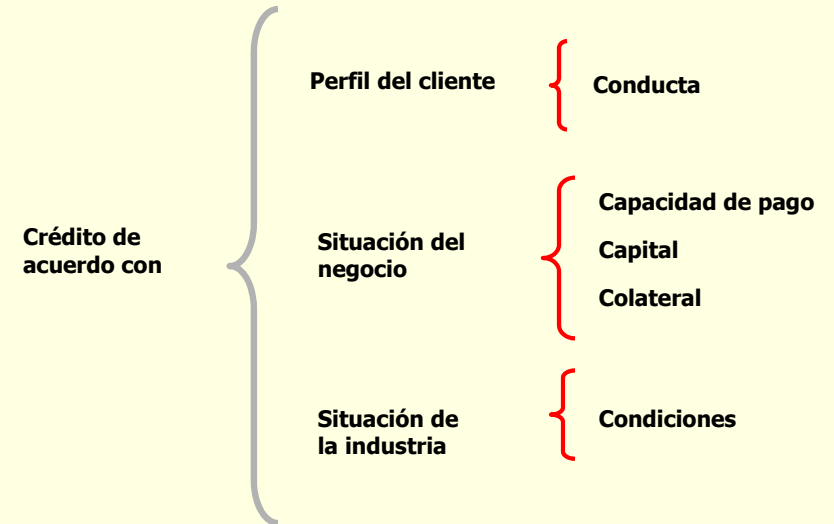 Crédito de
acuerdo con
Perfil del cliente
Conducta
Situación del
negocio
Capacidad de pago
Capital
Colateral
Situación de
la industria
Condiciones